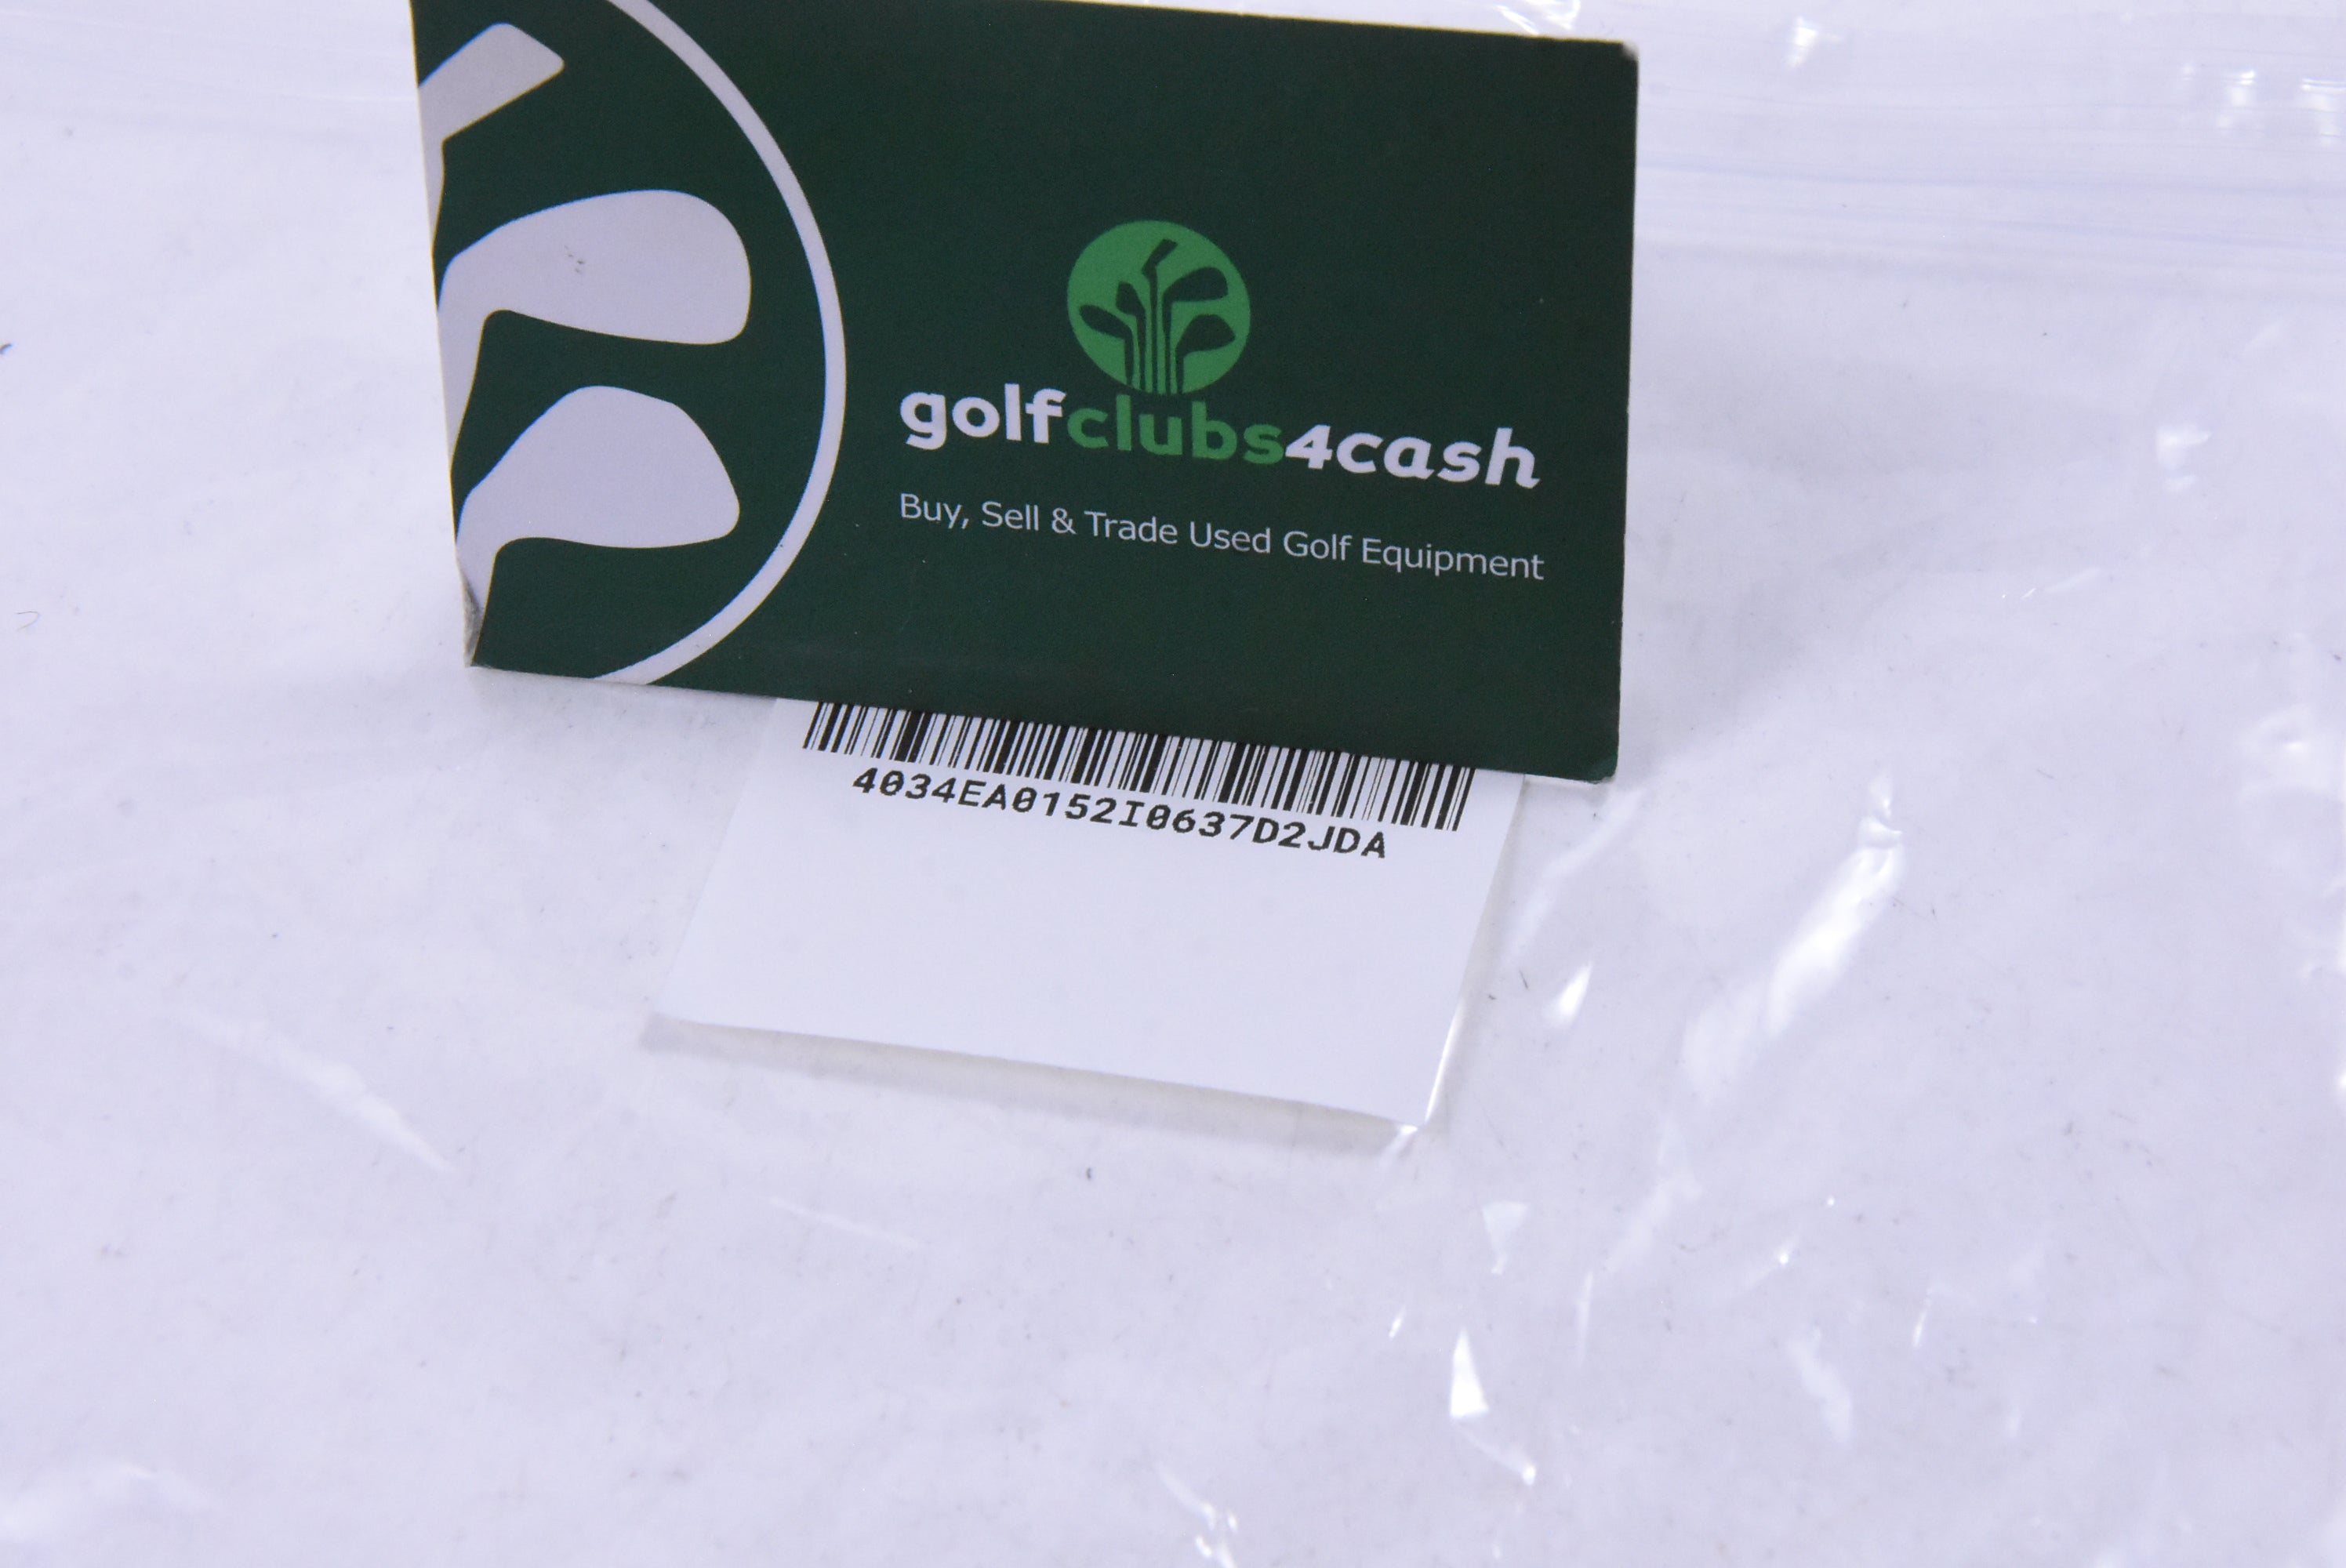 golfclubs4cash
Buy, Sell & Trade Used Golf Equipment
4034EA0152I0637D2JDA